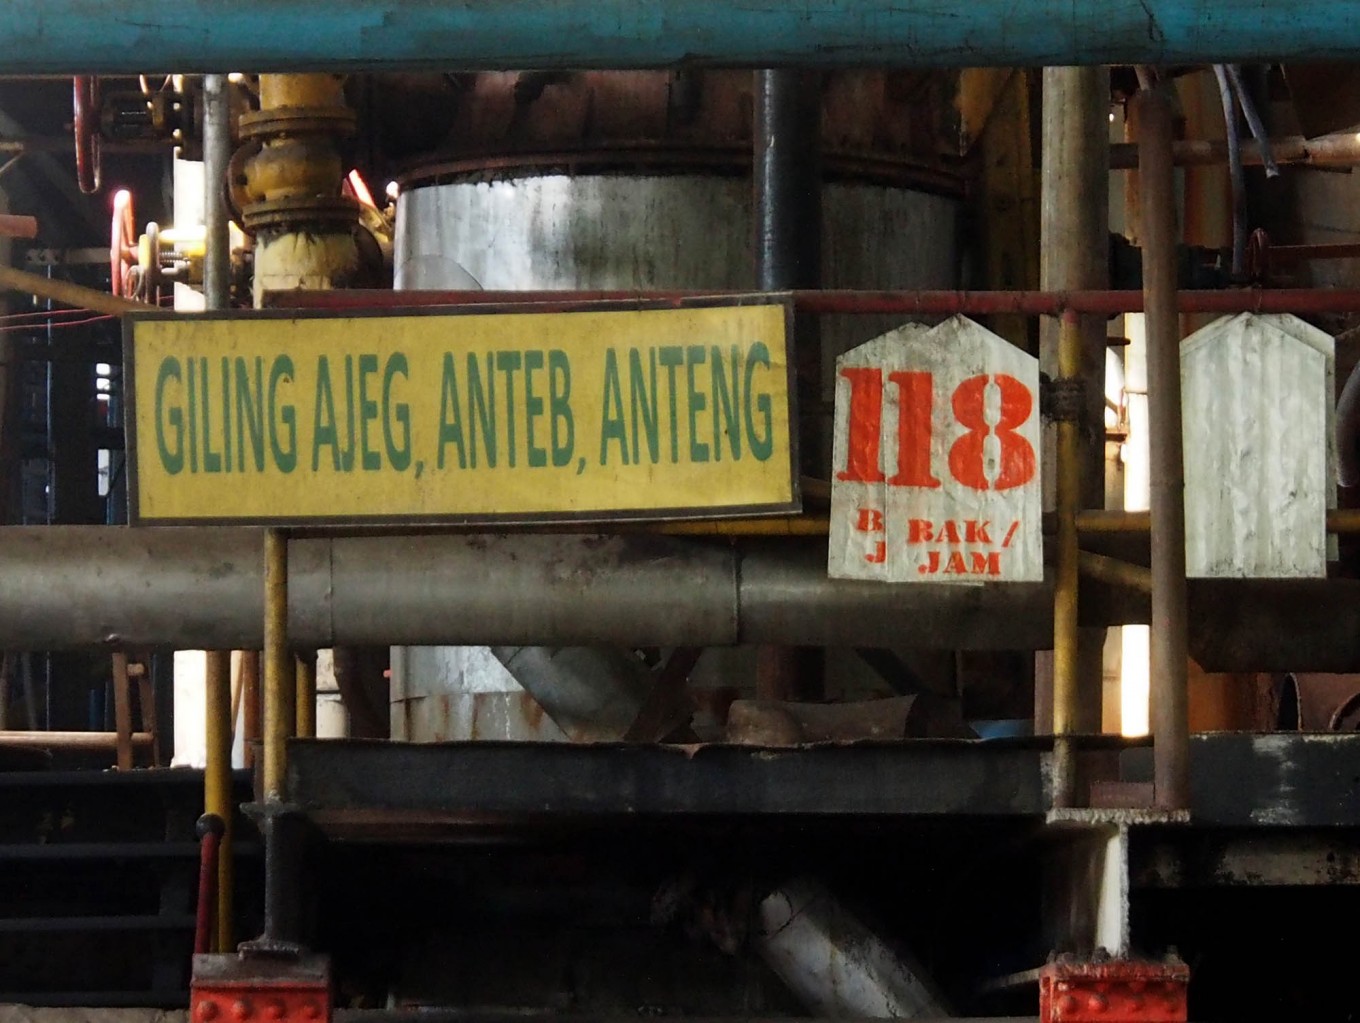 GILING AJEG, ANTEB, ANTENG
118
B BAK/
J JAM